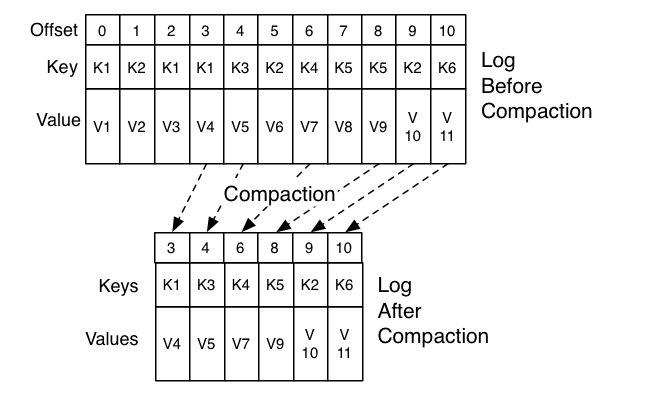 Offset 0 1 2 3 4 5 6 7 8 9 10
Key K1 K2 K1 K1 K3 K2 K4 K5 K5 K2 K6
Value V1 V2 V3 V4 V5 V6 V7 V8 V9 V 10 V 11
Log
Before
Compaction
Compaction
3 4 6 8 9 10
Keys K1 K3 K4 K5 K2 K6
Values V4 V5 V7 V9 V 10 V 11
Log
After
Compaction